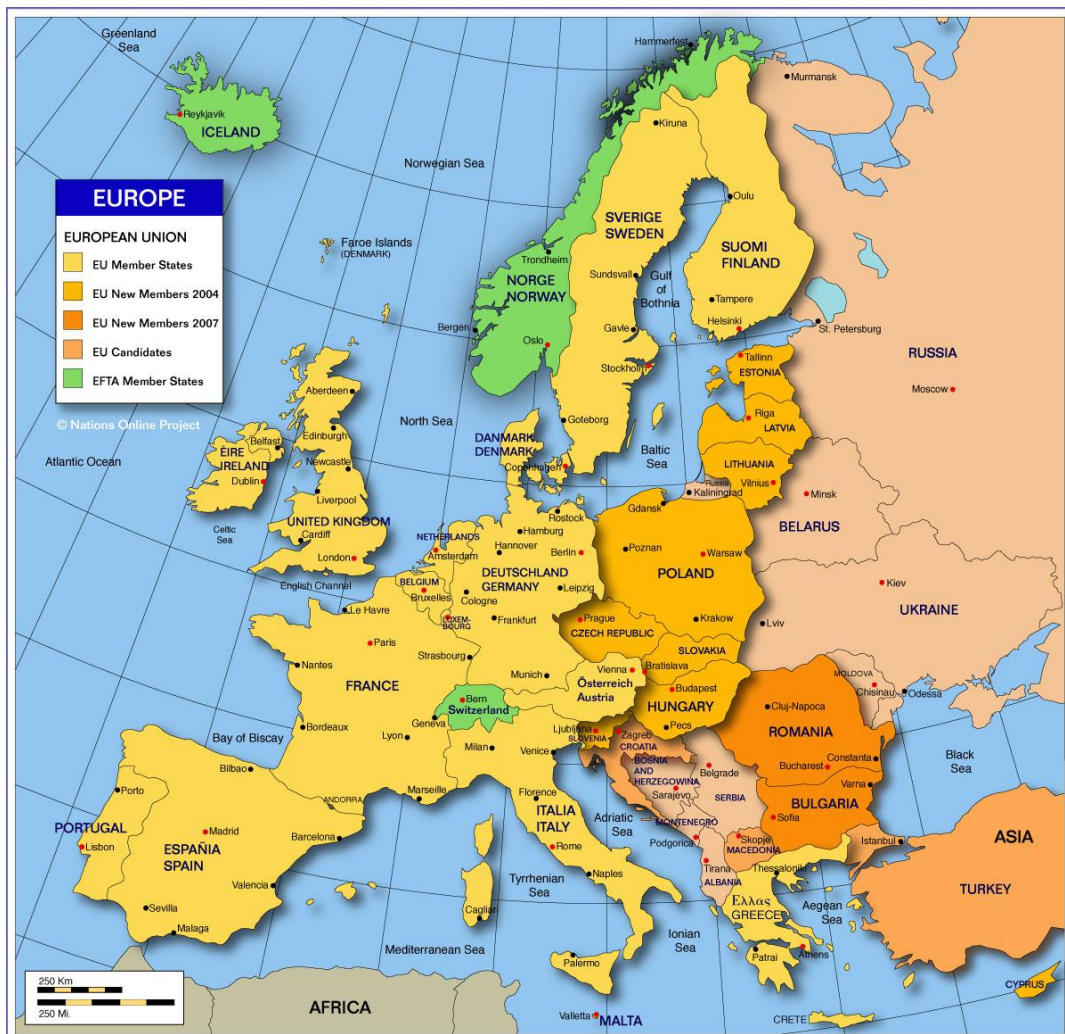 Greenland
Sea
Hammerfest
Murmansk
Reykjavik
ICELAND
Kiruna
Norwegian Sea
EUROPE
EUROPEAN UNION
EU Member States
EU New Members 2004
EU New Members 2007
EU Candidates
EFTA Member States
© Nations Online Project
Oulu
SVERIGE
SWEDEN
SUOMI
FINLAND
Faroe Islands
(DENMARK)
Trondheim
Sundsvall
Gulf
of
Bothnia
NORGE
NORWAY
Tampere
Helsinki
St. Petersburg
Bergen
Gavle
Oslo
Stockholm
Tallinn
ESTONIA
RUSSIA
Moscow
Aberdeen
North Sea
Goteborg
Riga
LATVIA
Edinburgh
Belfast
ÈIRE
IRELAND
Dublin
Newcastle
Liverpool
Atlantic Ocean
DANMARK
DENMARK
Copenhagen
Baltic
Sea
LITHUANIA
Vilnius
Russia
Kaliningrad
Minsk
BELARUS
Gdansk
Celtic
Sea
UNITED KINGDOM
Cardiff
London
English Channel
Rostock
Hamburg
NETHERLANDS
Amsterdam
Hannover
Berlin
Poznan
Warsaw
POLAND
BELGIUM
Bruxelles
DEUTSCHLAND
GERMANY
Leipzig
Cologne
Kiev
UKRAINE
Le Havre
LUXEM-
BOURG
Frankfurt
Prague
CZECH REPUBLIC
Krakow
Lviv
Paris
Strasbourg
SLOVAKIA
Nantes
Munich
Vienna
Bratislava
Österreich
Austria
MOLDOVA
Chisinau
Odessa
FRANCE
Bern
Switzerland
Geneva
Budapest
HUNGARY
Pecs
Cluj-Napoca
ROMANIA
Bordeaux
Bay of Biscay
Lyon
Milan
Venice
Ljubljana
SLOVENIA
Zagreb
CROATIA
BOSNIA
AND
HERZEGOWINA
Sarajevo
Belgrade
SERBIA
Bucharest
Constanta
Black
Sea
Bilbao
Varna
BULGARIA
Sofia
Porto
ANDORRA
Marseille
Florence
ITALIA
ITALY
Adriatic
Sea
MONTENEGRO
Podgorica
Skopje
MACEDONIA
PORTUGAL
Lisbon
Madrid
Barcelona
ESPAÑIA
SPAIN
Rome
Tirana
ALBANIA
Istanbul
ASIA
Thessaloniki
TURKEY
Valencia
Tyrrhenian
Sea
Naples
Ελλας
GREECE
Aegean
Sea
Sevilla
Malaga
Cagliari
Mediterranean Sea
Ionian
Sea
Palermo
Patrai
Athens
250 Km
250 Mi.
AFRICA
Valletta
MALTA
CRETE
CYPRUS